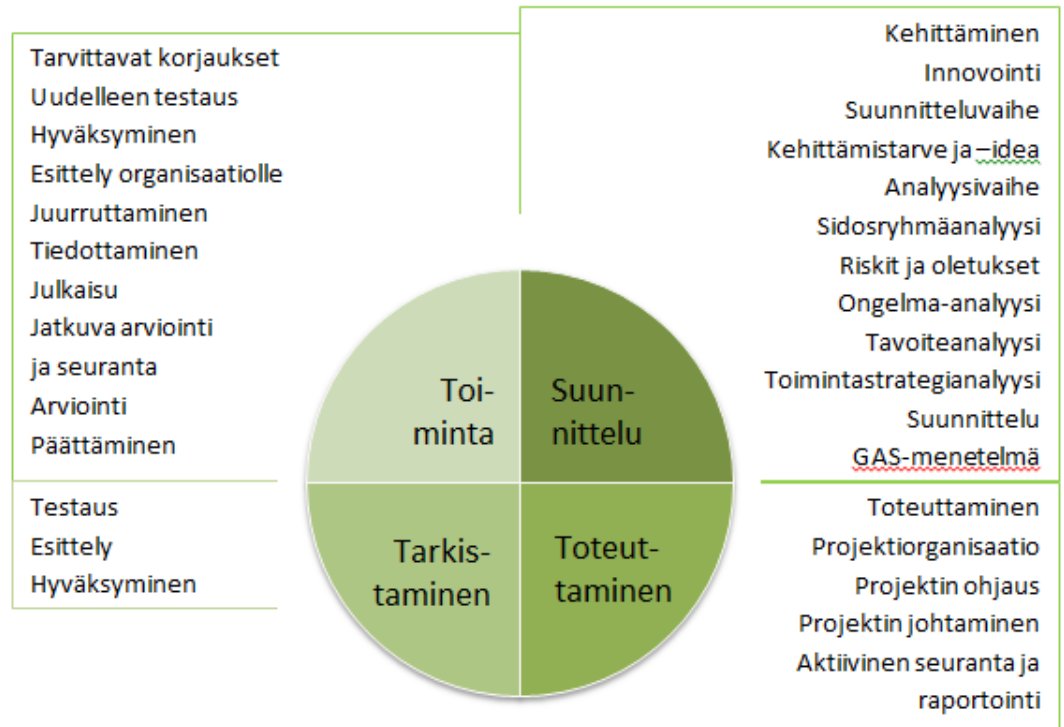 Tarvittavat korjaukset
Uudelleen testaus
Hyväksyminen
Esittely organisaatiolle
Juurruttaminen
Tiedottaminen
Julkaisu
Jatkuva arviointi
ja seuranta
Arviointi
Päättäminen
Testaus
Esittely
Hyväksyminen
Toi-
minta
Suun-
nittelu
Tarkis-
taminen
Toteut-
taminen
Kehittäminen
Innovointi
Suunnitteluvaihe
Kehittämistarve ja –idea
Analyysivaihe
Sidosryhmäanalyysi
Riskit ja oletukset
Ongelma-analyysi
Tavoiteanalyysi
Toimintastrategianalyysi
Suunnittelu
GAS-menetelmä
Toteuttaminen
Projektiorganisaatio
Projektin ohjaus
Projektin johtaminen
Aktiivinen seuranta ja
raportointi